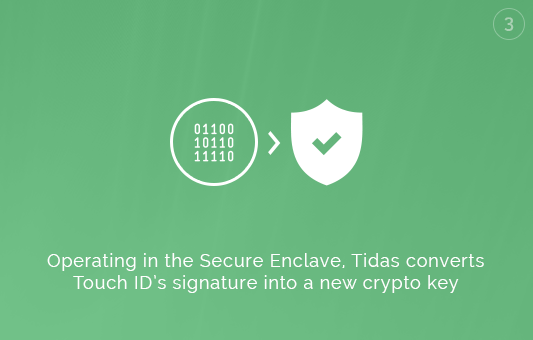 3
01100
10110
11110
Operating in the Secure Enclave, Tidas converts
Touch ID's signature into a new crypto key